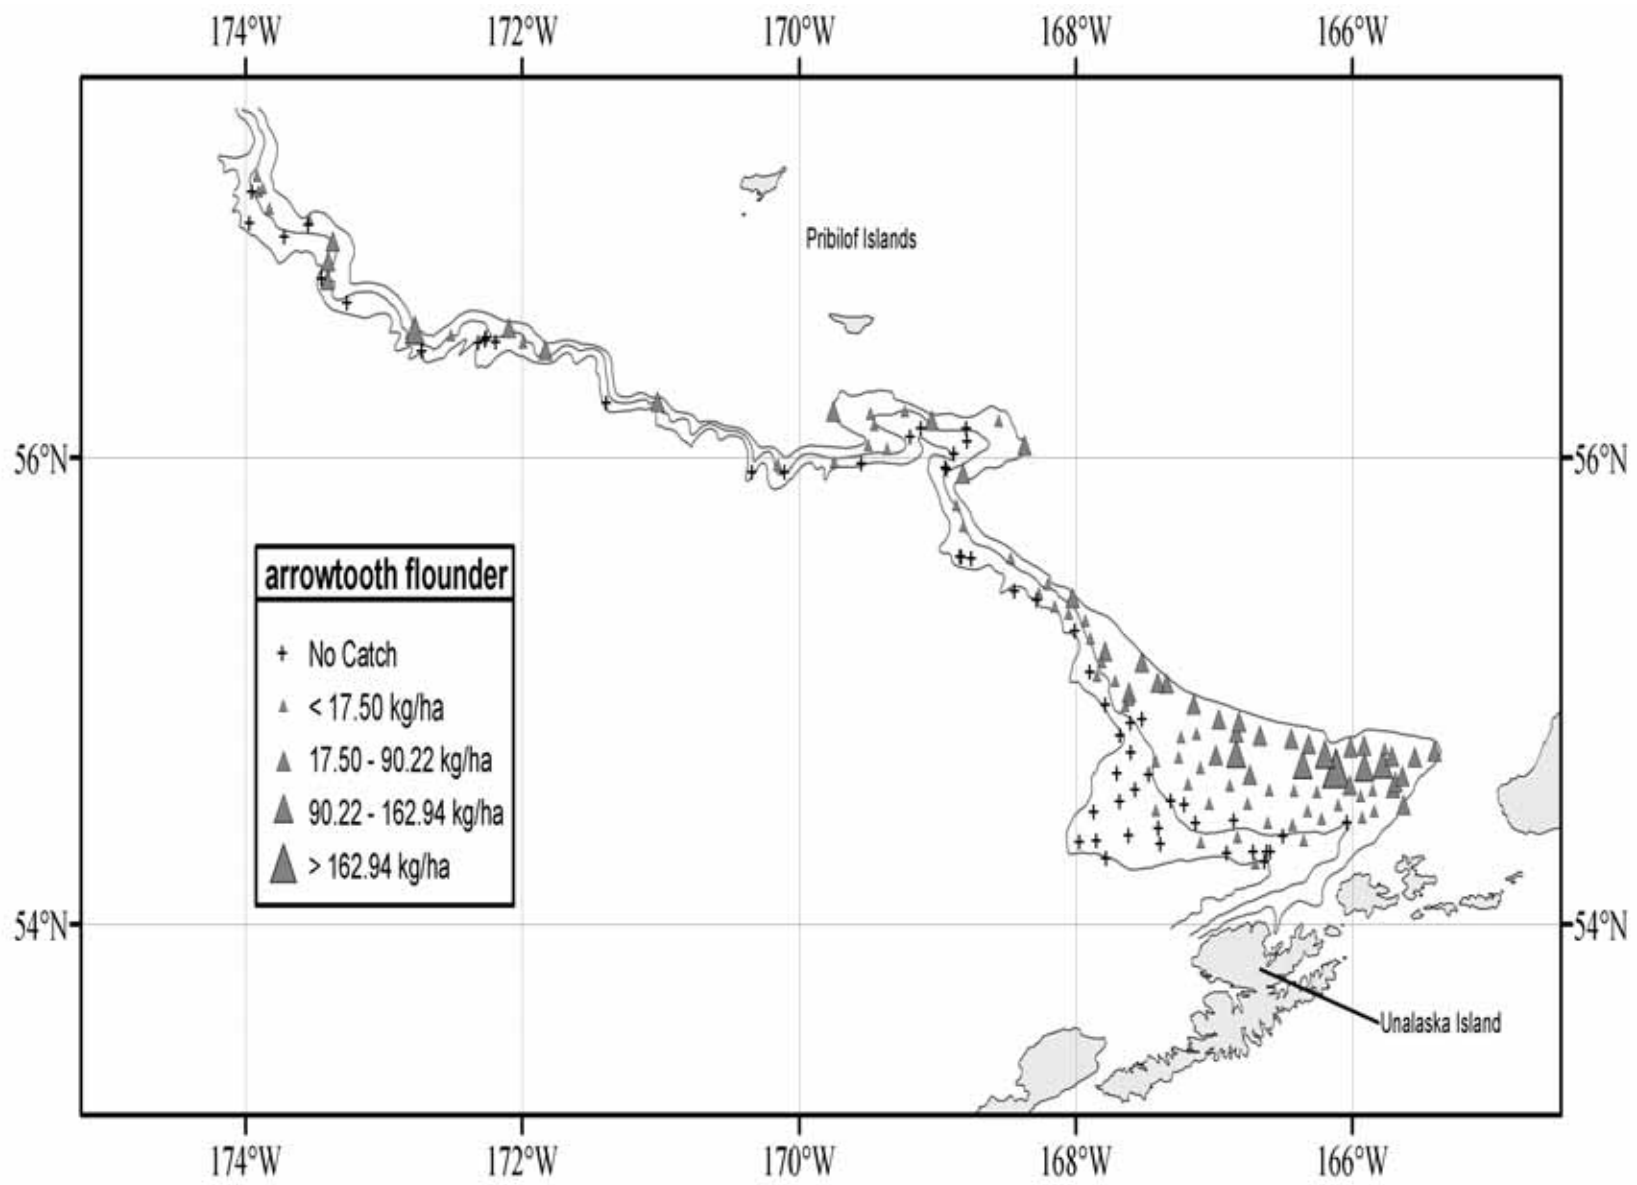 174°W 172°W 170°W 168°W 166°W
Pribilof Islands
56°N 56°N
arrowtooth flounder
No Catch
< 17.50 kg/ha
17.50 - 90.22 kg/ha
90.22 - 162.94 kg/ha
> 162.94 kg/ha
54°N 54°N
Unalaska Island
174°W 172°W 170°W 168°W 166°W